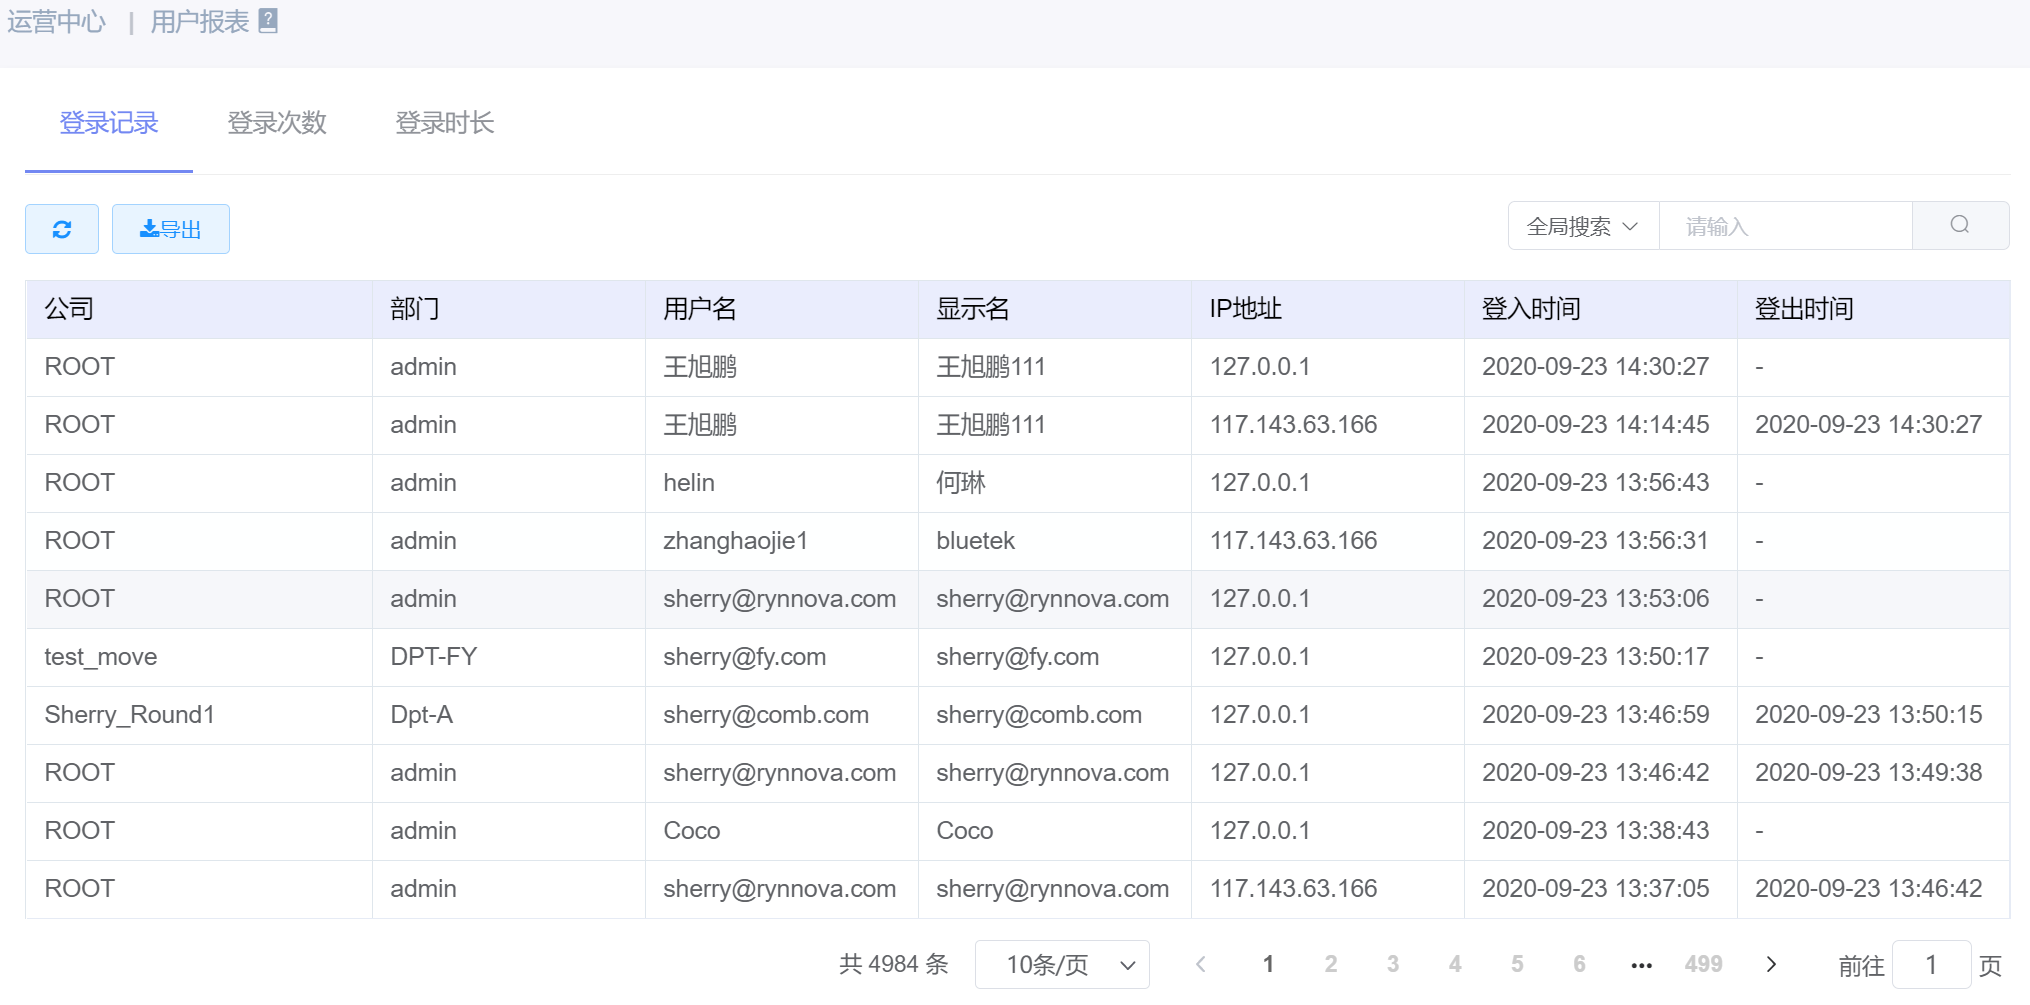 运营中心 | 用户报表 ?
登录记录 登录次数 登录时长
导出 全局搜索 请输入
公司 部门 用户名 显示名 IP地址 登入时间 登出时间
ROOT admin 王旭鹏 王旭鹏111 127.0.0.1 2020-09-23 14:30:27 -
ROOT admin 王旭鹏 王旭鹏111 117.143.63.166 2020-09-23 14:14:45 2020-09-23 14:30:27
ROOT admin helin 何琳 127.0.0.1 2020-09-23 13:56:43 -
ROOT admin zhanghaojie1 bluetek 117.143.63.166 2020-09-23 13:56:31 -
ROOT admin sherry@rynnova.com sherry@rynnova.com 127.0.0.1 2020-09-23 13:53:06 -
test_move DPT-FY sherry@fy.com sherry@fy.com 127.0.0.1 2020-09-23 13:50:17 -
Sherry_Round1 Dpt-A sherry@comb.com sherry@comb.com 127.0.0.1 2020-09-23 13:46:59 2020-09-23 13:50:15
ROOT admin sherry@rynnova.com sherry@rynnova.com 127.0.0.1 2020-09-23 13:46:42 2020-09-23 13:49:38
ROOT admin Coco Coco 127.0.0.1 2020-09-23 13:38:43 -
ROOT admin sherry@rynnova.com sherry@rynnova.com 117.143.63.166 2020-09-23 13:37:05 2020-09-23 13:46:42
共 4984 条 10条/页 1 2 3 4 5 6 ••• 499 前往 1 页